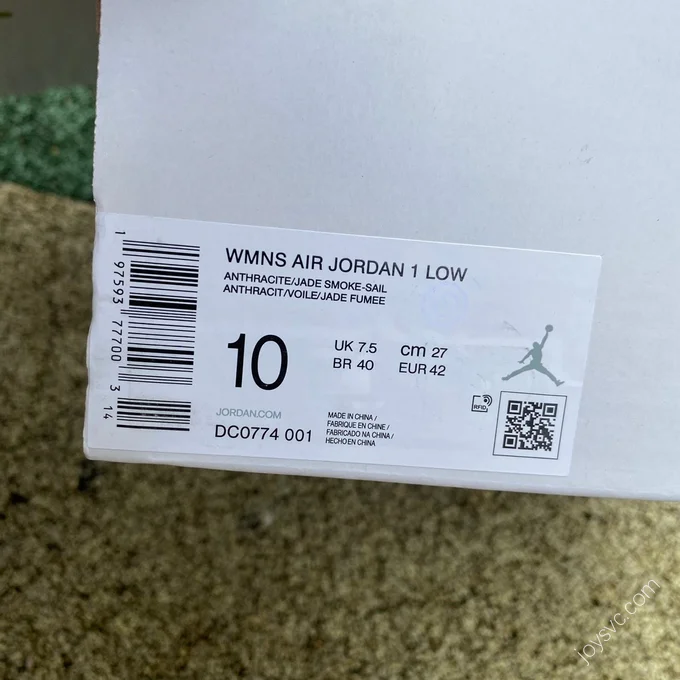 WMNS AIR JORDAN 1 LOW
ANTHRACITE/JADE SMOKE-SAIL
ANTHRACIT/VOILE/JADE FUMEE
10
UK 7.5 cm 27
BR 40 EUR 42
JORDAN.COM
DC0774 001
MADE IN CHINA /
FABRIQUE EN CHINE /
FABRICADO NA CHINA /
HECHO EN CHINA
RFID
1 97593 77700 3 14
joysvc.com